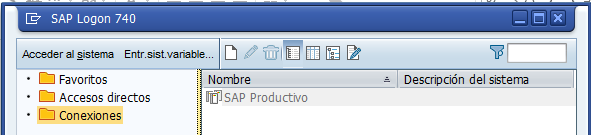 SAP Logon 740
Acceder al sistema Entr.sist.variable...
Favoritos
Accesos directos
Conexiones
Nombre Descripción del sistema
SAP Productivo